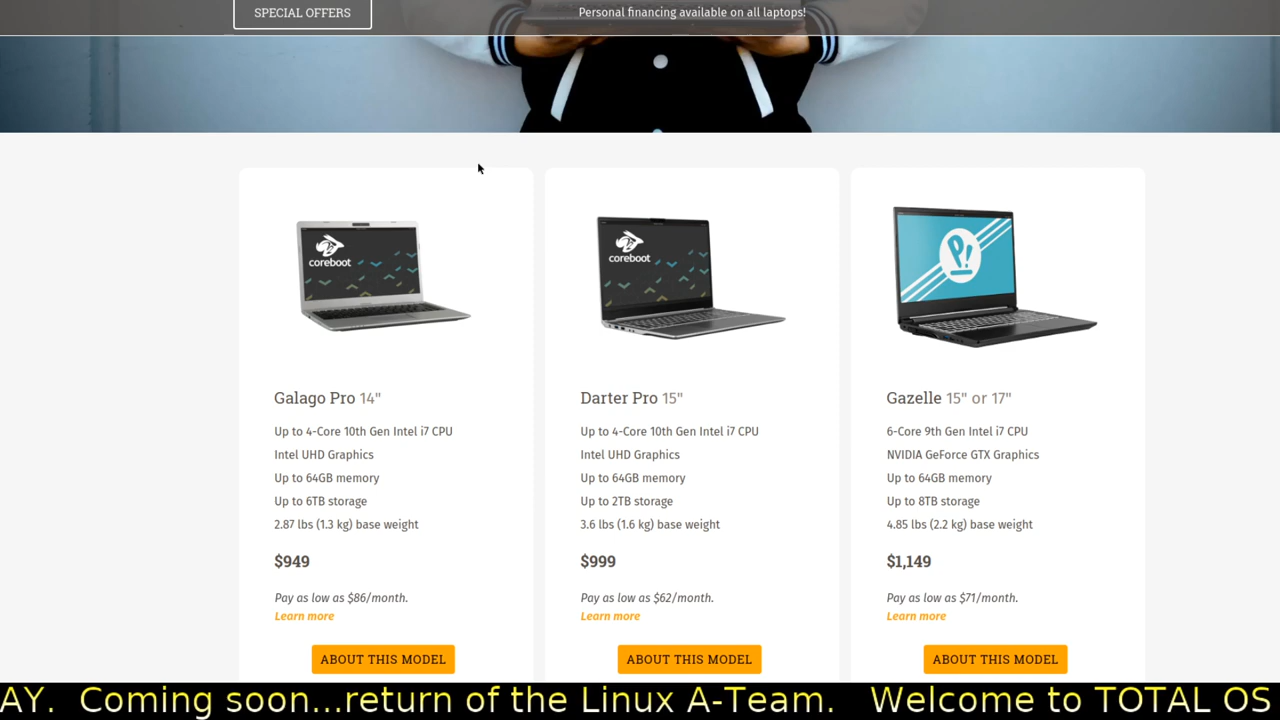 SPECIAL OFFERS
Personal financing available on all laptops!
coreboot
coreboot
P!
Galago Pro 14"
Up to 4-Core 10th Gen Intel i7 CPU
Intel UHD Graphics
Up to 64GB memory
Up to 6TB storage
2.87 lbs (1.3 kg) base weight
$949
Pay as low as $86/month.
Learn more
ABOUT THIS MODEL
Darter Pro 15"
Up to 4-Core 10th Gen Intel i7 CPU
Intel UHD Graphics
Up to 64GB memory
Up to 2TB storage
3.6 lbs (1.6 kg) base weight
$999
Pay as low as $62/month.
Learn more
ABOUT THIS MODEL
Gazelle 15" or 17"
6-Core 9th Gen Intel i7 CPU
NVIDIA GeForce GTX Graphics
Up to 64GB memory
Up to 8TB storage
4.85 lbs (2.2 kg) base weight
$1,149
Pay as low as $71/month.
Learn more
ABOUT THIS MODEL
AY. Coming soon...return of the Linux A-Team. Welcome to TOTAL OS